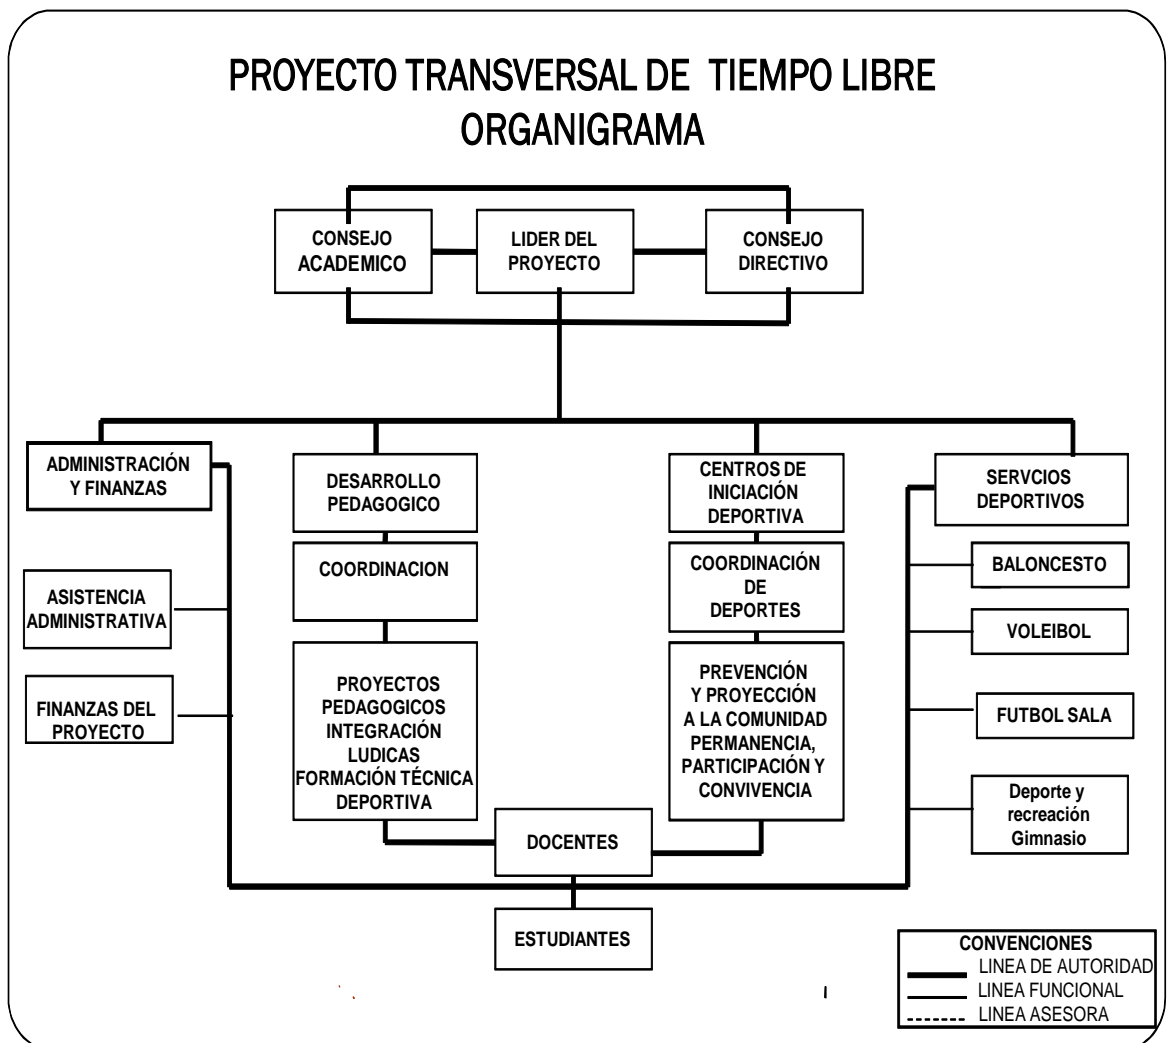 PROYECTO TRANSVERSAL DE TIEMPO LIBRE
ORGANIGRAMA
CONSEJO
ACADEMICO
LIDER DEL
PROYECTO
CONSEJO
DIRECTIVO
ADMINISTRACIÓN
Y FINANZAS
DESARROLLO
PEDAGOGICO
CENTROS DE
INICIACIÓN
DEPORTIVA
SERVCIOS
DEPORTIVOS
COORDINACION
COORDINACIÓN
DE
DEPORTES
BALONCESTO
ASISTENCIA
ADMINISTRATIVA
VOLEIBOL
PROYECTOS
PEDAGOGICOS
INTEGRACIÓN
LUDICAS
FORMACIÓN TÉCNICA
DEPORTIVA
PREVENCIÓN
Y PROYECCIÓN
A LA COMUNIDAD
PERMANENCIA,
PARTICIPACIÓN Y
CONVIVENCIA
FINANZAS DEL
PROYECTO
FUTBOL SALA
Deporte y
recreación
Gimnasio
DOCENTES
ESTUDIANTES
CONVENCIONES
LINEA DE AUTORIDAD
LINEA FUNCIONAL
LINEA ASESORA